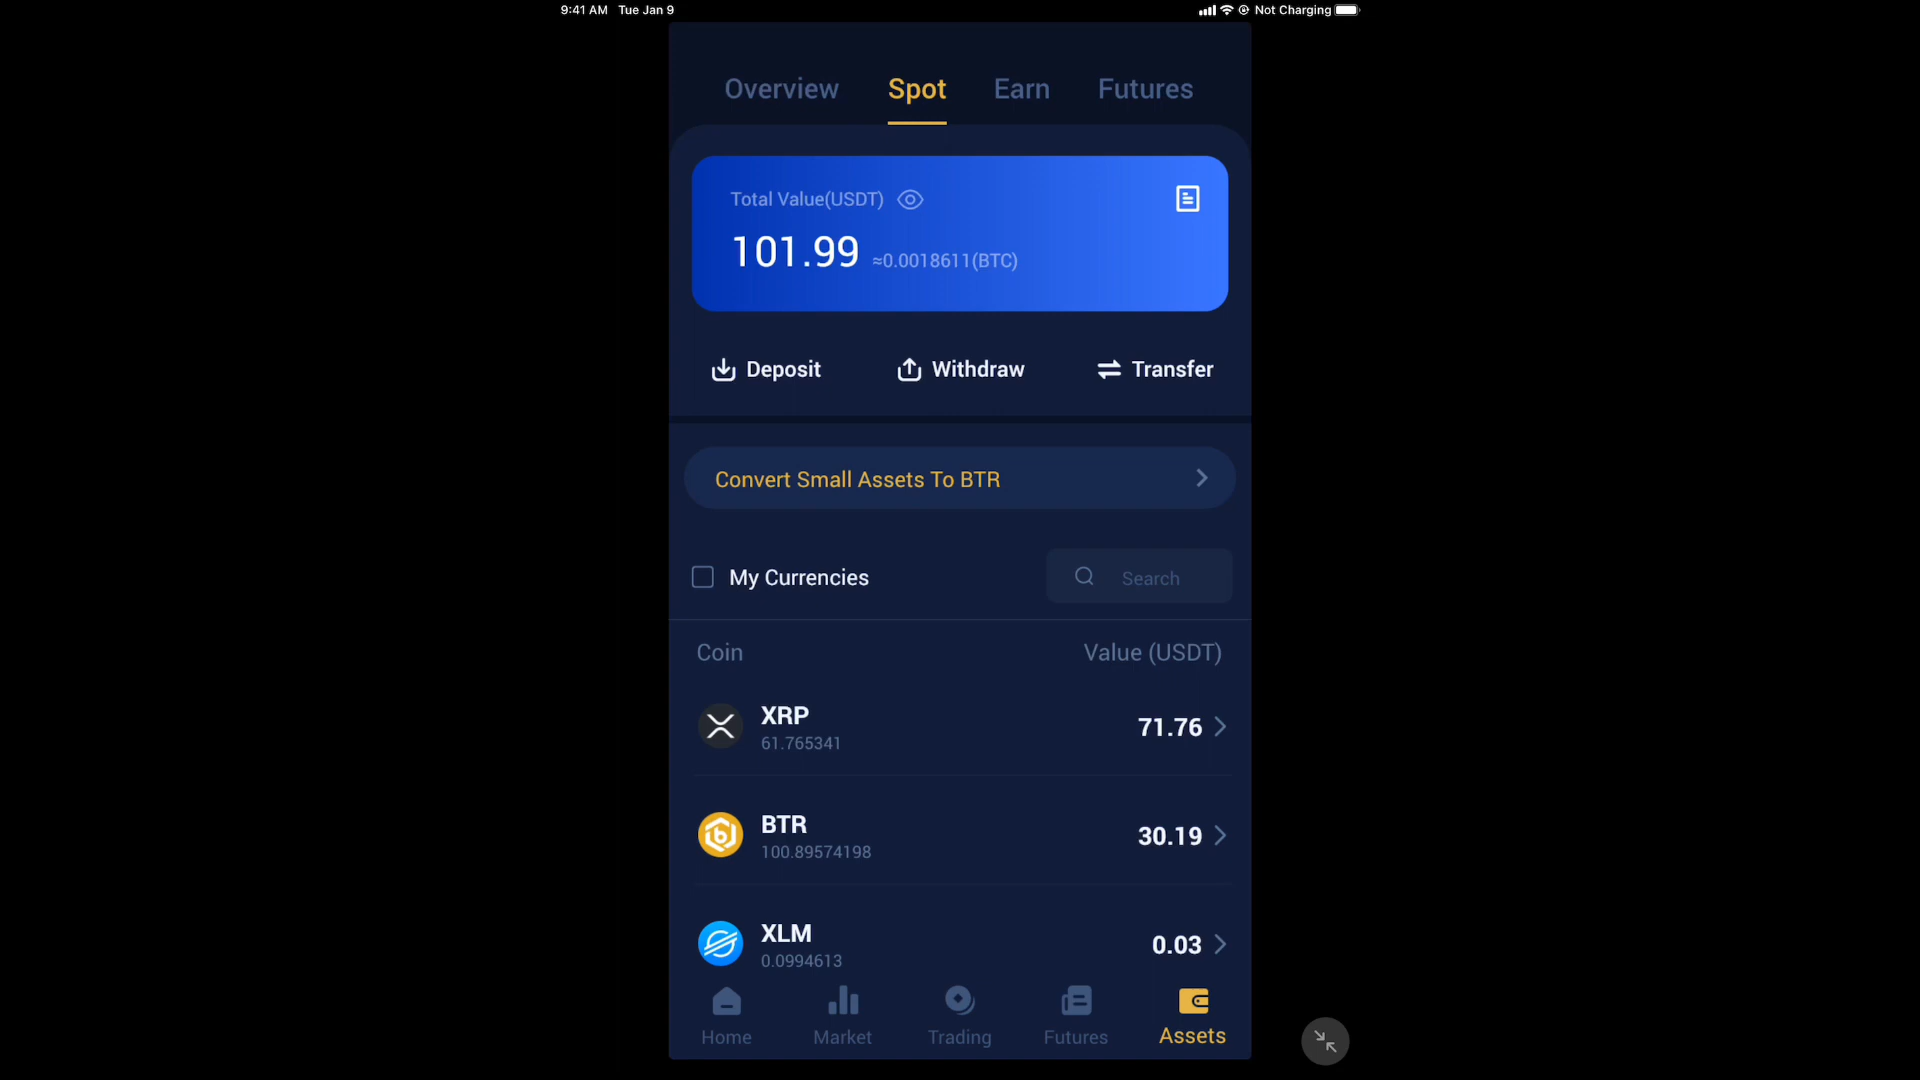 9:41 AM Tue Jan 9 Not Charging
Overview Spot Earn Futures
Total Value(USDT)
101.99 ≈0.0018611(BTC)
Deposit Withdraw Transfer
Convert Small Assets To BTR
My Currencies Search
Coin Value (USDT)
XRP
61.765341
71.76
BTR
100.89574198
30.19
XLM
0.0994613
0.03
Home Market Trading Futures Assets